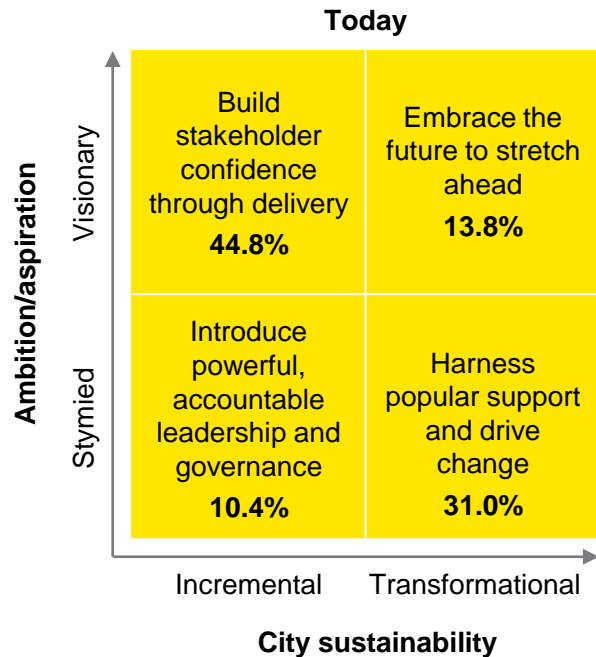 Today
Ambition/aspiration
Visionary
Build
stakeholder
confidence
through delivery
44.8%
Embrace the
future to stretch
ahead
13.8%
Stymied
Introduce
powerful,
accountable
leadership and
governance
10.4%
Harness
popular support
and drive
change
31.0%
Incremental
Transformational
City sustainability